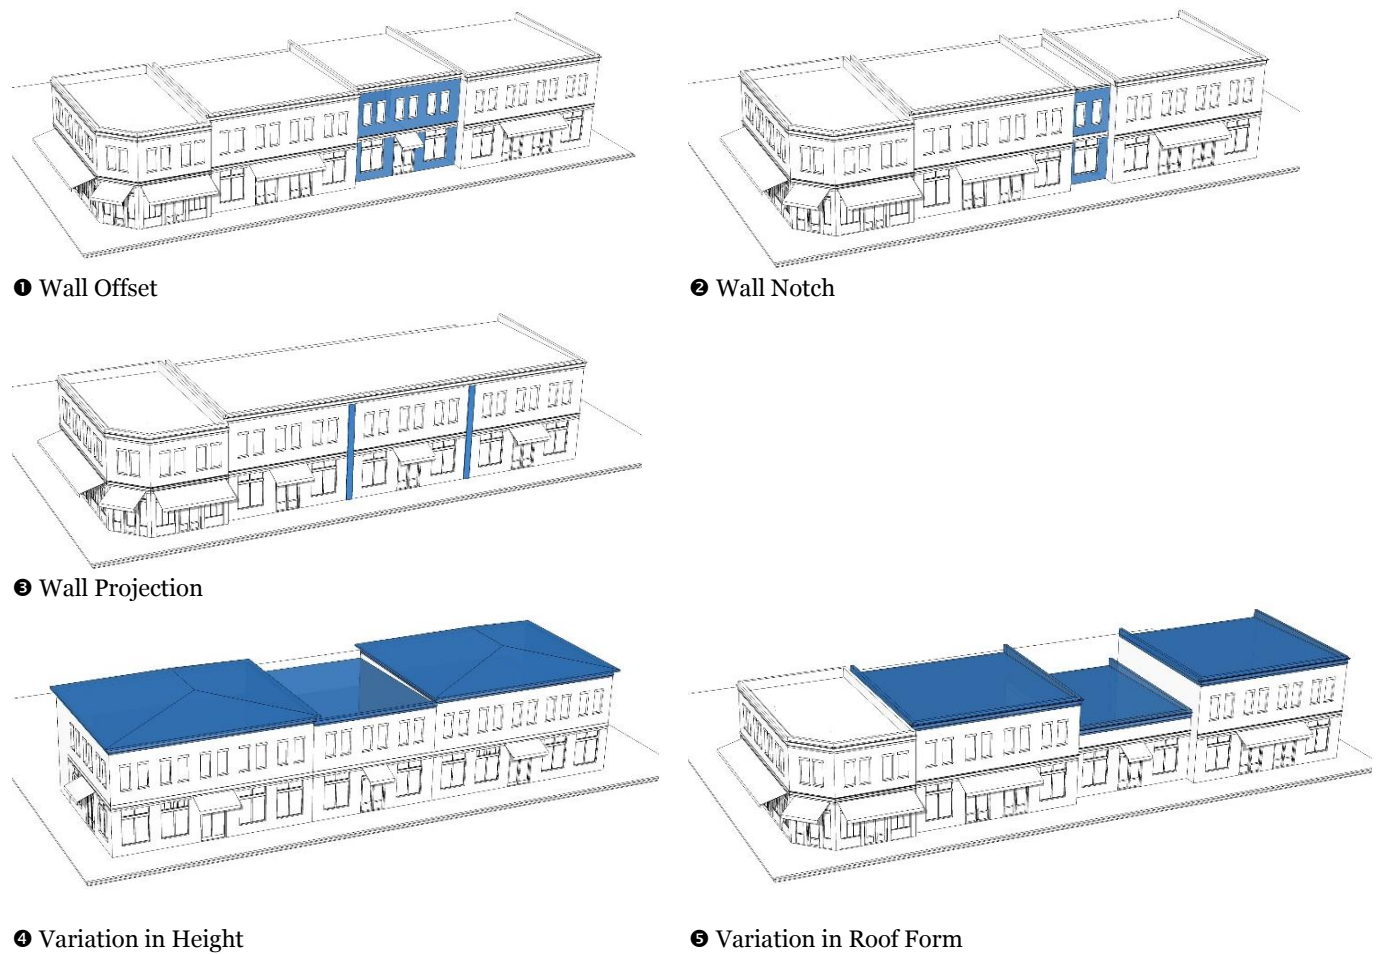 ❶ Wall Offset
❷ Wall Notch
❸ Wall Projection
❹ Variation in Height
❺ Variation in Roof Form